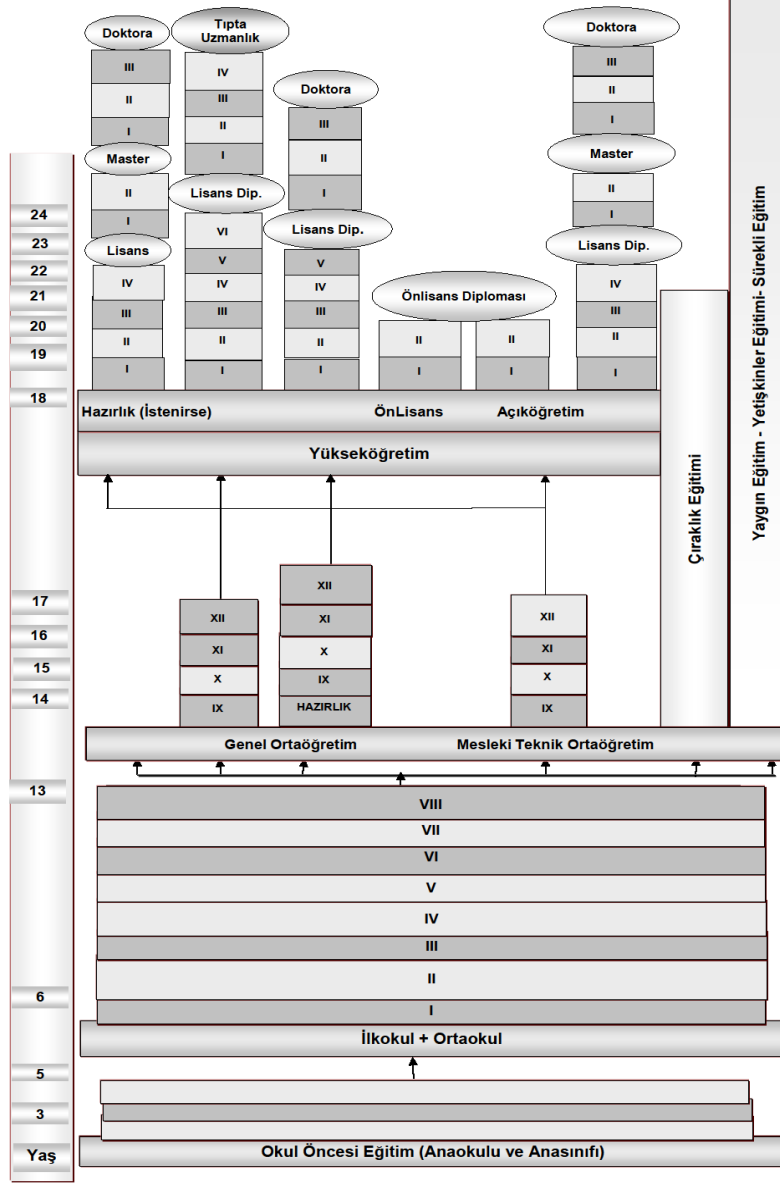 Doktora
Tıpta
Uzmanlık
Doktora
III
II
I
IV
III
II
I
Doktora
III
II
I
III
II
I
Master
II
I
Lisans Dip.
Lisans Dip.
Master
II
I
Lisans
Lisans Dip.
IV
III
II
I
VI
V
IV
III
II
I
V
IV
III
II
I
Önlisans Diploması
II
I
II
I
IV
III
II
I
24
23
22
21
20
19
18
Hazırlık (İstenirse)
ÖnLisans
Açıköğretim
Yükseköğretim
Çıraklık Eğitimi
Yaygın Eğitim - Yetişkinler Eğitimi- Sürekli Eğitim
17
16
15
14
XII
XI
X
IX
XII
XI
X
IX
HAZIRLIK
XII
XI
X
IX
Genel Ortaöğretim
Mesleki Teknik Ortaöğretim
13
VIII
VII
VI
V
IV
III
II
I
6
İlkokul + Ortaokul
5
3
Yaş
Okul Öncesi Eğitim (Anaokulu ve Anasınıfı)